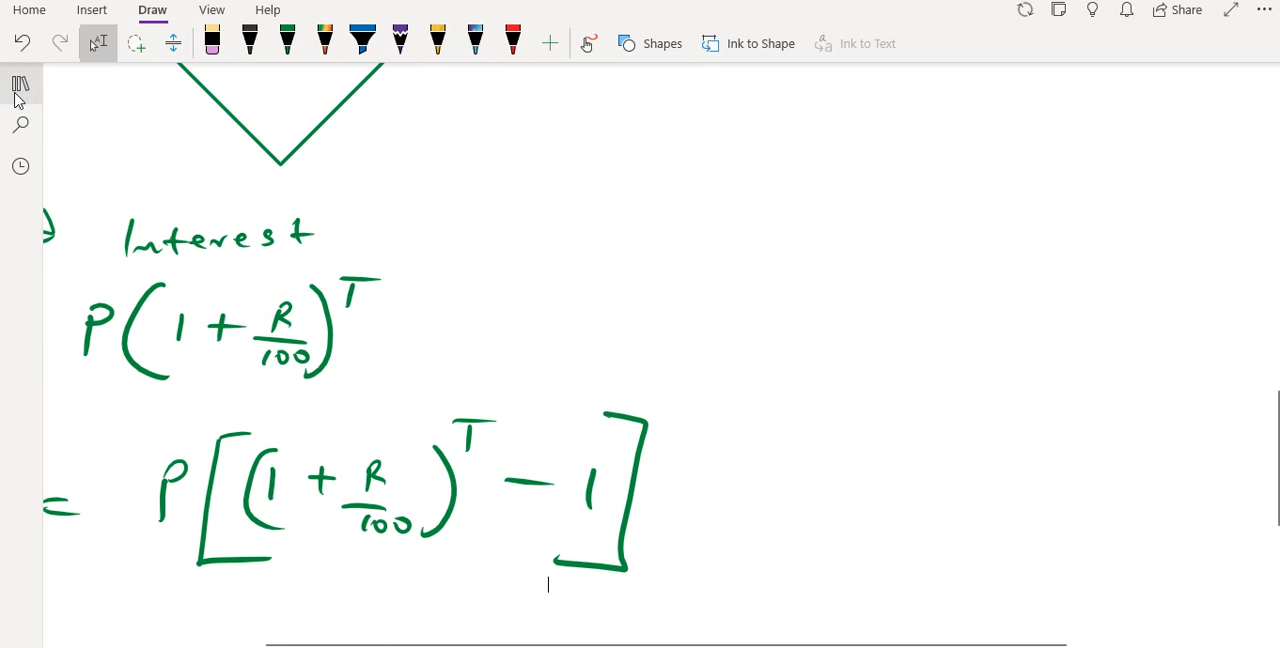 Home Insert Draw View Help Share
Shapes Ink to Shape Ink to Text
) Interest
P(1 + R/100)^T
= P[(1 + R/100)^T - 1]